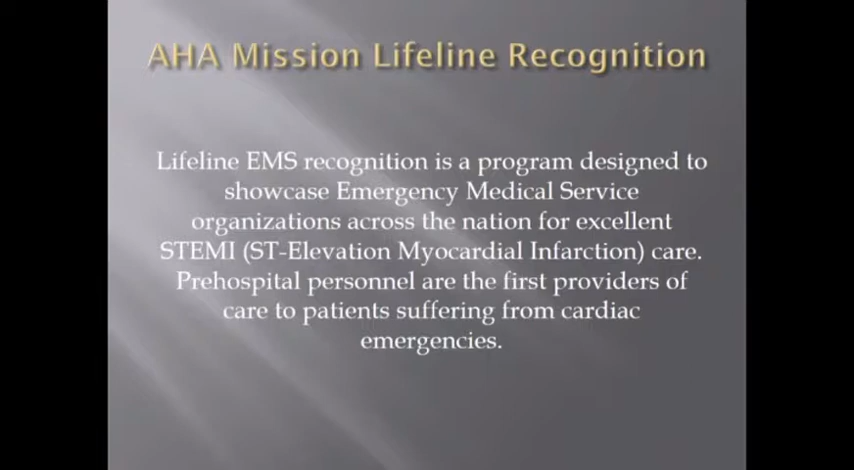 AHA Mission Lifeline Recognition
Lifeline EMS recognition is a program designed to
showcase Emergency Medical Service
organizations across the nation for excellent
STEMI (ST-Elevation Myocardial Infarction) care.
Prehospital personnel are the first providers of
care to patients suffering from cardiac
emergencies.